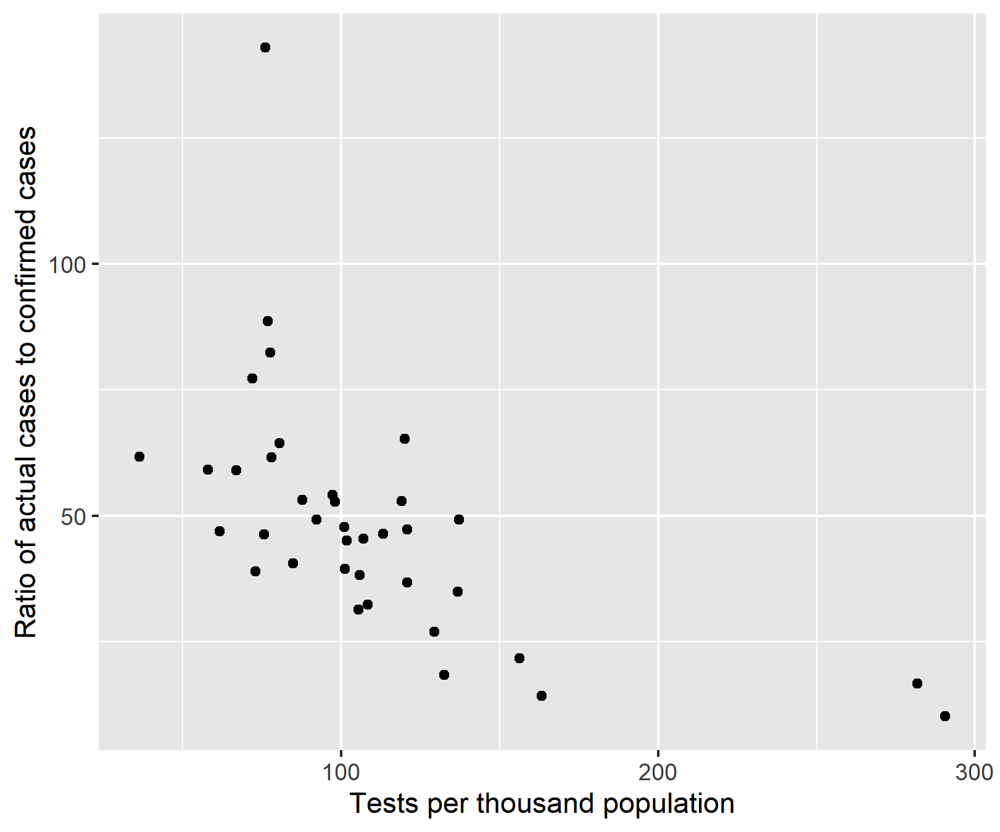 Ratio of actual cases to confirmed cases
100
50
100
200
300
Tests per thousand population